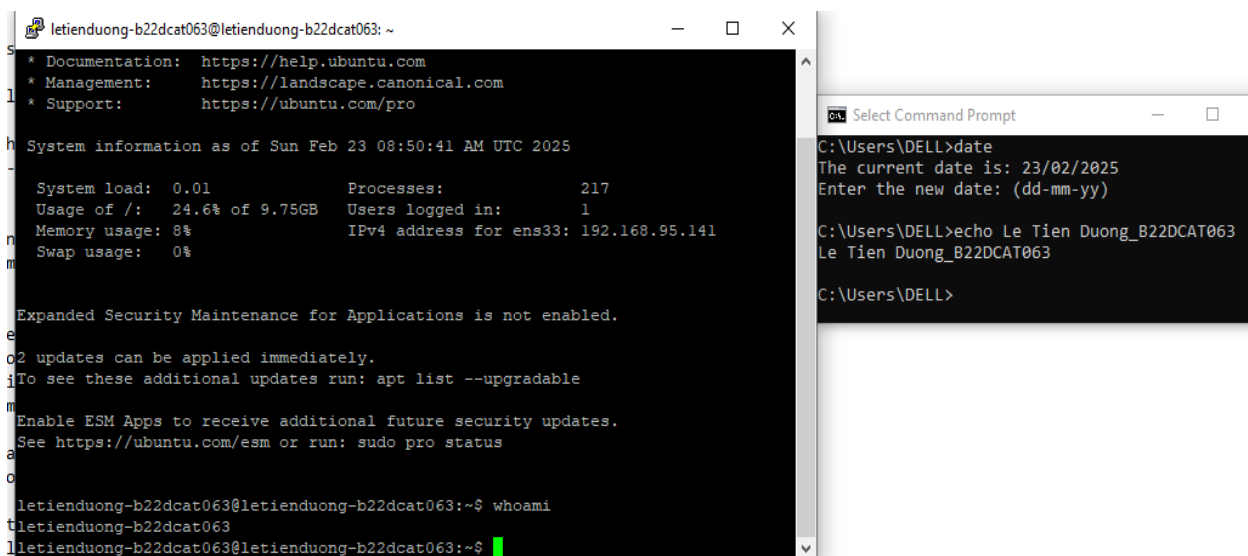 letienduong-b22dcat063@letienduong-b22dcat063: ~
* Documentation:  https://help.ubuntu.com
* Management:     https://landscape.canonical.com
* Support:        https://ubuntu.com/pro
System information as of Sun Feb 23 08:50:41 AM UTC 2025
System load:  0.01               Processes:              217
Usage of /:   24.6% of 9.75GB   Users logged in:        1
Memory usage: 8%                IPv4 address for ens33: 192.168.95.141
Swap usage:   0%
Expanded Security Maintenance for Applications is not enabled.
2 updates can be applied immediately.
To see these additional updates run: apt list --upgradable
Enable ESM Apps to receive additional future security updates.
See https://ubuntu.com/esm or run: sudo pro status
letienduong-b22dcat063@letienduong-b22dcat063:~$ whoami
letienduong-b22dcat063
letienduong-b22dcat063@letienduong-b22dcat063:~$
Select Command Prompt
C:\Users\DELL>date
The current date is: 23/02/2025
Enter the new date: (dd-mm-yy)
C:\Users\DELL>echo Le Tien Duong_B22DCAT063
Le Tien Duong_B22DCAT063
C:\Users\DELL>